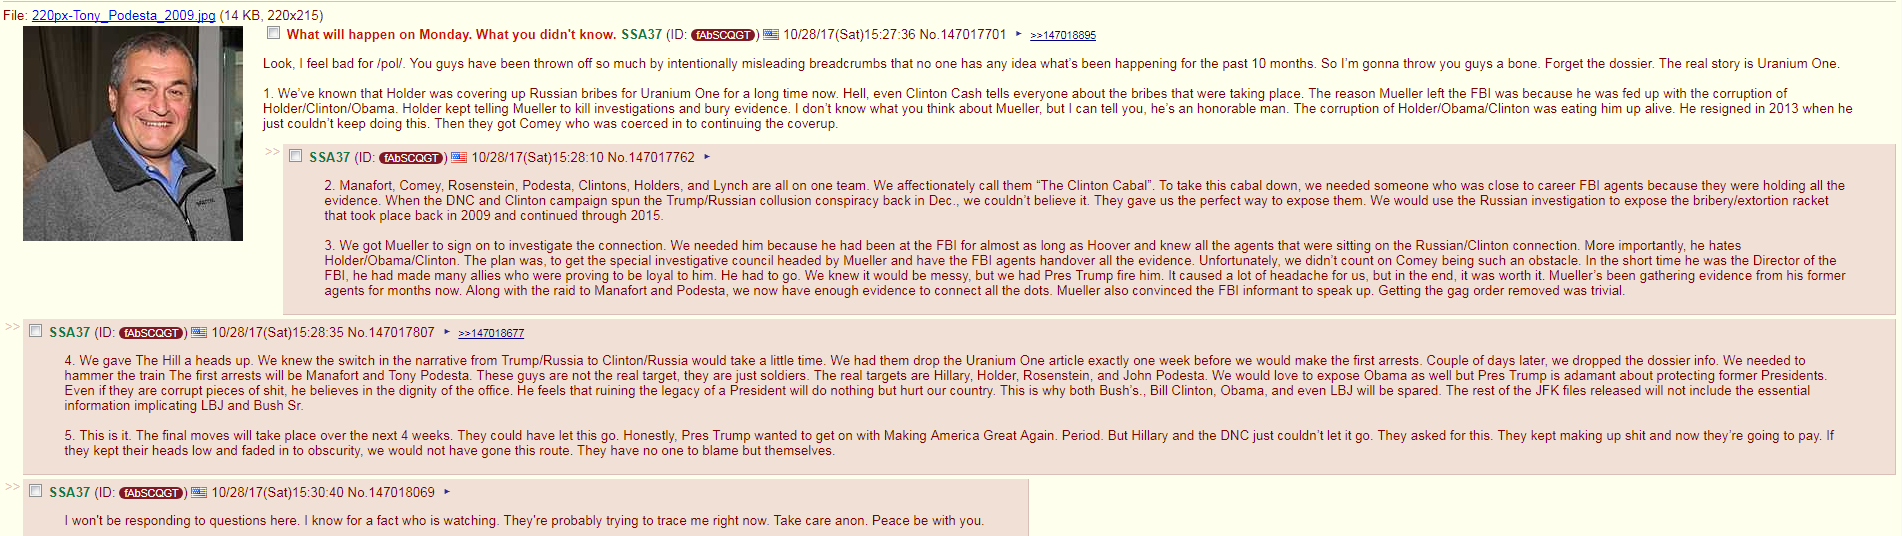 File: 220px-Tony_Podesta_2009.jpg (14 KB, 220x215)
What will happen on Monday. What you didn't know. SSA37 (ID: fAbSCQGT) 10/28/17(Sat)15:27:36 No.147017701 ► >>147018895
Look, I feel bad for /pol/. You guys have been thrown off so much by intentionally misleading breadcrumbs that no one has any idea what's been happening for the past 10 months. So I'm gonna throw you guys a bone. Forget the dossier. The real story is Uranium One.
1. We've known that Holder was covering up Russian bribes for Uranium One for a long time now. Hell, even Clinton Cash tells everyone about the bribes that were taking place. The reason Mueller left the FBI was because he was fed up with the corruption of
Holder/Clinton/Obama. Holder kept telling Mueller to kill investigations and bury evidence. I don't know what you think about Mueller, but I can tell you, he's an honorable man. The corruption of Holder/Obama/Clinton was eating him up alive. He resigned in 2013 when he
just couldn't keep doing this. Then they got Comey who was coerced in to continuing the coverup.
>> SSA37 (ID: fAbSCQGT) 10/28/17(Sat)15:28:10 No.147017762 ►
2. Manafort, Comey, Rosenstein, Podesta, Clintons, Holders, and Lynch are all on one team. We affectionately call them “The Clinton Cabal”. To take this cabal down, we needed someone who was close to career FBI agents because they were holding all the
evidence. When the DNC and Clinton campaign spun the Trump/Russian collusion conspiracy back in Dec., we couldn't believe it. They gave us the perfect way to expose them. We would use the Russian investigation to expose the bribery/extortion racket
that took place back in 2009 and continued through 2015.
3. We got Mueller to sign on to investigate the connection. We needed him because he had been at the FBI for almost as long as Hoover and knew all the agents that were sitting on the Russian/Clinton connection. More importantly, he hates
Holder/Obama/Clinton. The plan was, to get the special investigative council headed by Mueller and have the FBI agents handover all the evidence. Unfortunately, we didn't count on Comey being such an obstacle. In the short time he was the Director of the
FBI, he had made many allies who were proving to be loyal to him. He had to go. We knew it would be messy, but we had Pres Trump fire him. It caused a lot of headache for us, but in the end, it was worth it. Mueller's been gathering evidence from his former
agents for months now. Along with the raid to Manafort and Podesta, we now have enough evidence to connect all the dots. Mueller also convinced the FBI informant to speak up. Getting the gag order removed was trivial.
>> SSA37 (ID: fAbSCQGT) 10/28/17(Sat)15:28:35 No.147017807 ► >>147018677
4. We gave The Hill a heads up. We knew the switch in the narrative from Trump/Russia to Clinton/Russia would take a little time. We had them drop the Uranium One article exactly one week before we would make the first arrests. Couple of days later, we dropped the dossier info. We needed to
hammer the train The first arrests will be Manafort and Tony Podesta. These guys are not the real target, they are just soldiers. The real targets are Hillary, Holder, Rosenstein, and John Podesta. We would love to expose Obama as well but Pres Trump is adamant about protecting former Presidents.
Even if they are corrupt pieces of shit, he believes in the dignity of the office. He feels that ruining the legacy of a President will do nothing but hurt our country. This is why both Bush's., Bill Clinton, Obama, and even LBJ will be spared. The rest of the JFK files released will not include the essential
information implicating LBJ and Bush Sr.
5. This is it. The final moves will take place over the next 4 weeks. They could have let this go. Honestly, Pres Trump wanted to get on with Making America Great Again. Period. But Hillary and the DNC just couldn't let it go. They asked for this. They kept making up shit and now they're going to pay. If
they kept their heads low and faded in to obscurity, we would not have gone this route. They have no one to blame but themselves.
>> SSA37 (ID: fAbSCQGT) 10/28/17(Sat)15:30:40 No.147018069 ►
I won't be responding to questions here. I know for a fact who is watching. They're probably trying to trace me right now. Take care anon. Peace be with you.